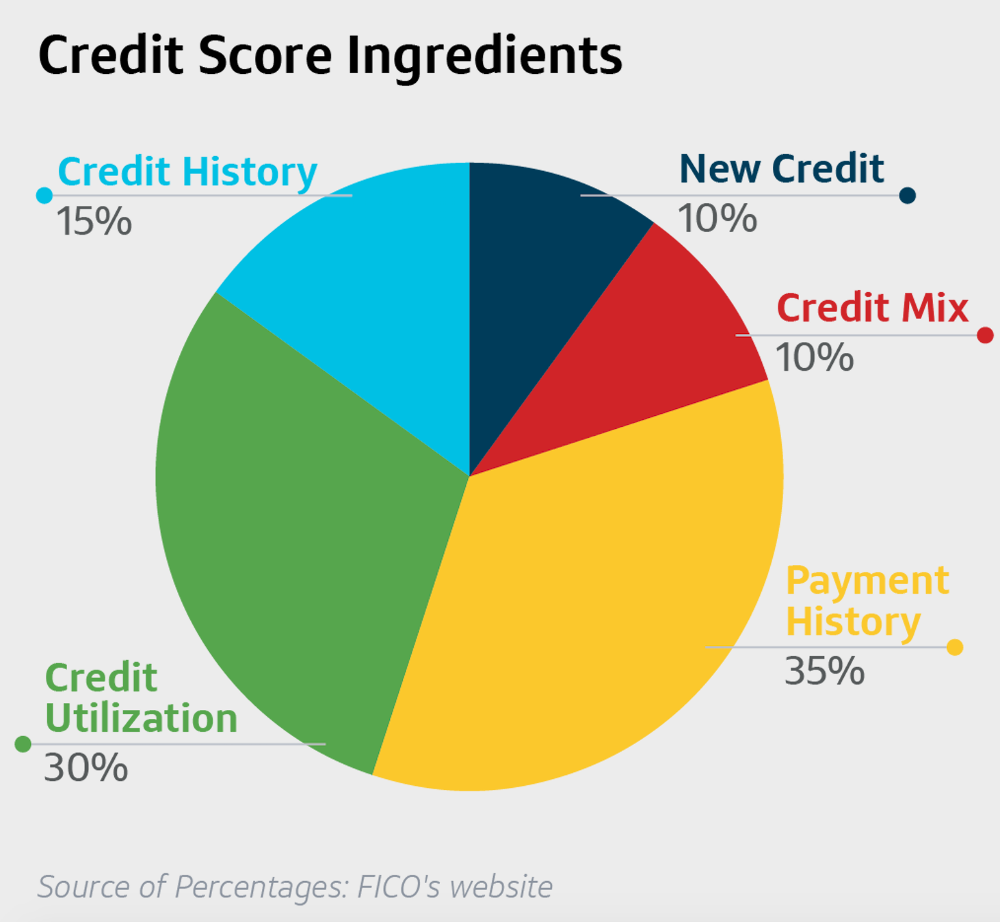 Credit Score Ingredients
Credit History
15%
New Credit
10%
Credit Mix
10%
Payment
History
35%
Credit
Utilization
30%
Source of Percentages: FICO's website